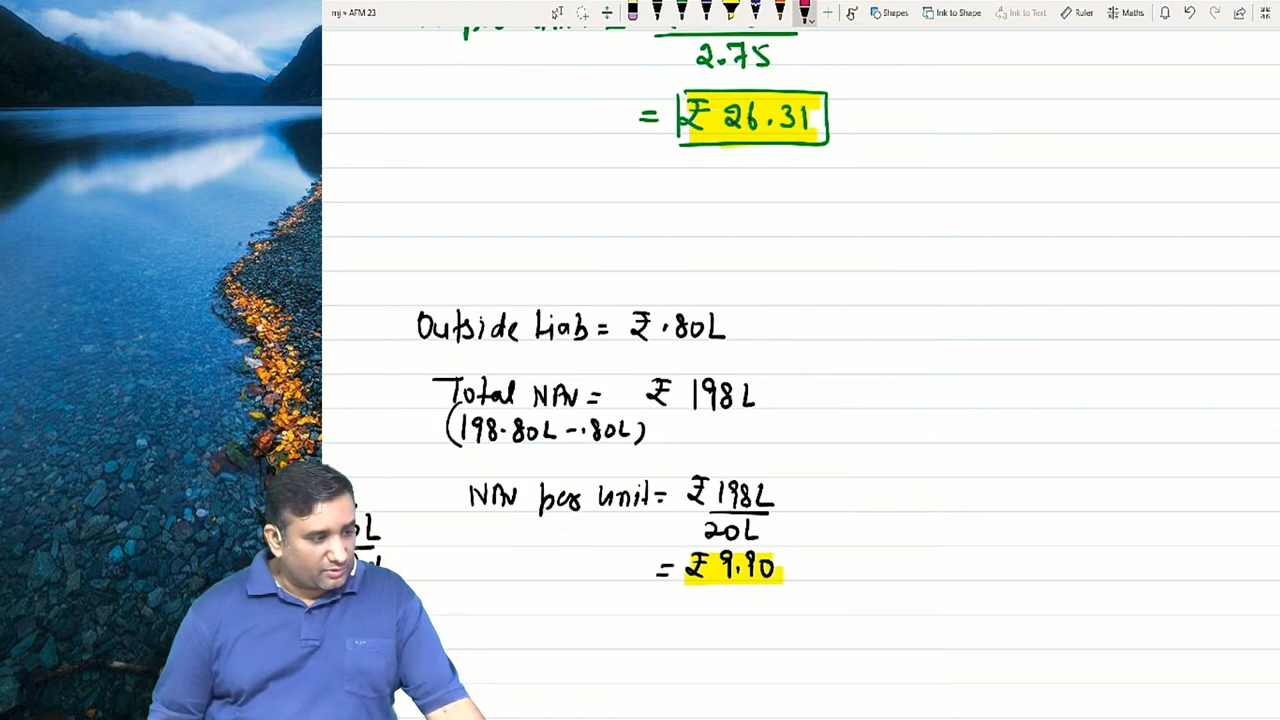 mj » AFM 23
Shapes Ink to Shape Ink to Text Ruler Maths
2.75
= ₹ 26.31
Outside Liab = ₹ .80L
Total NAV = ₹ 198L
(198.80L - .80L)
NAV per unit = ₹ 198L
20L
= ₹ 9.90